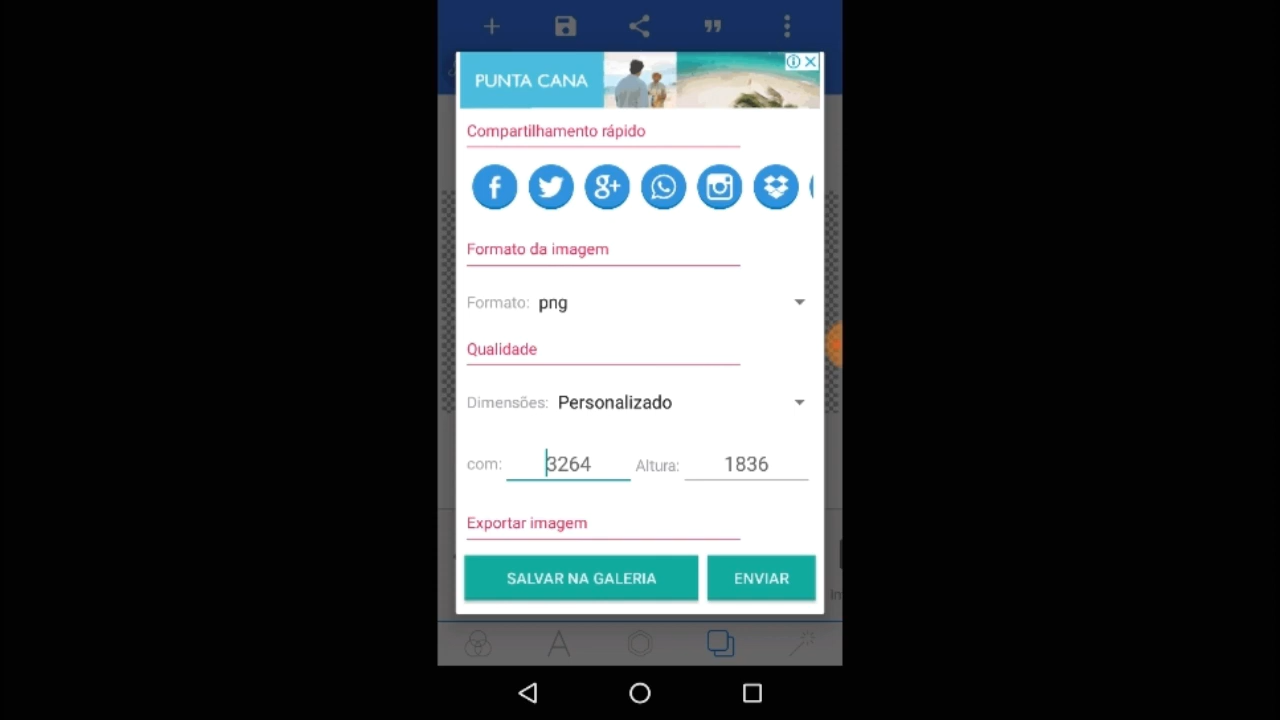 PUNTA CANA
Compartilhamento rápido
Formato da imagem
Formato: png
Qualidade
Dimensões: Personalizado
com: 3264 Altura: 1836
Exportar imagem
SALVAR NA GALERIA ENVIAR